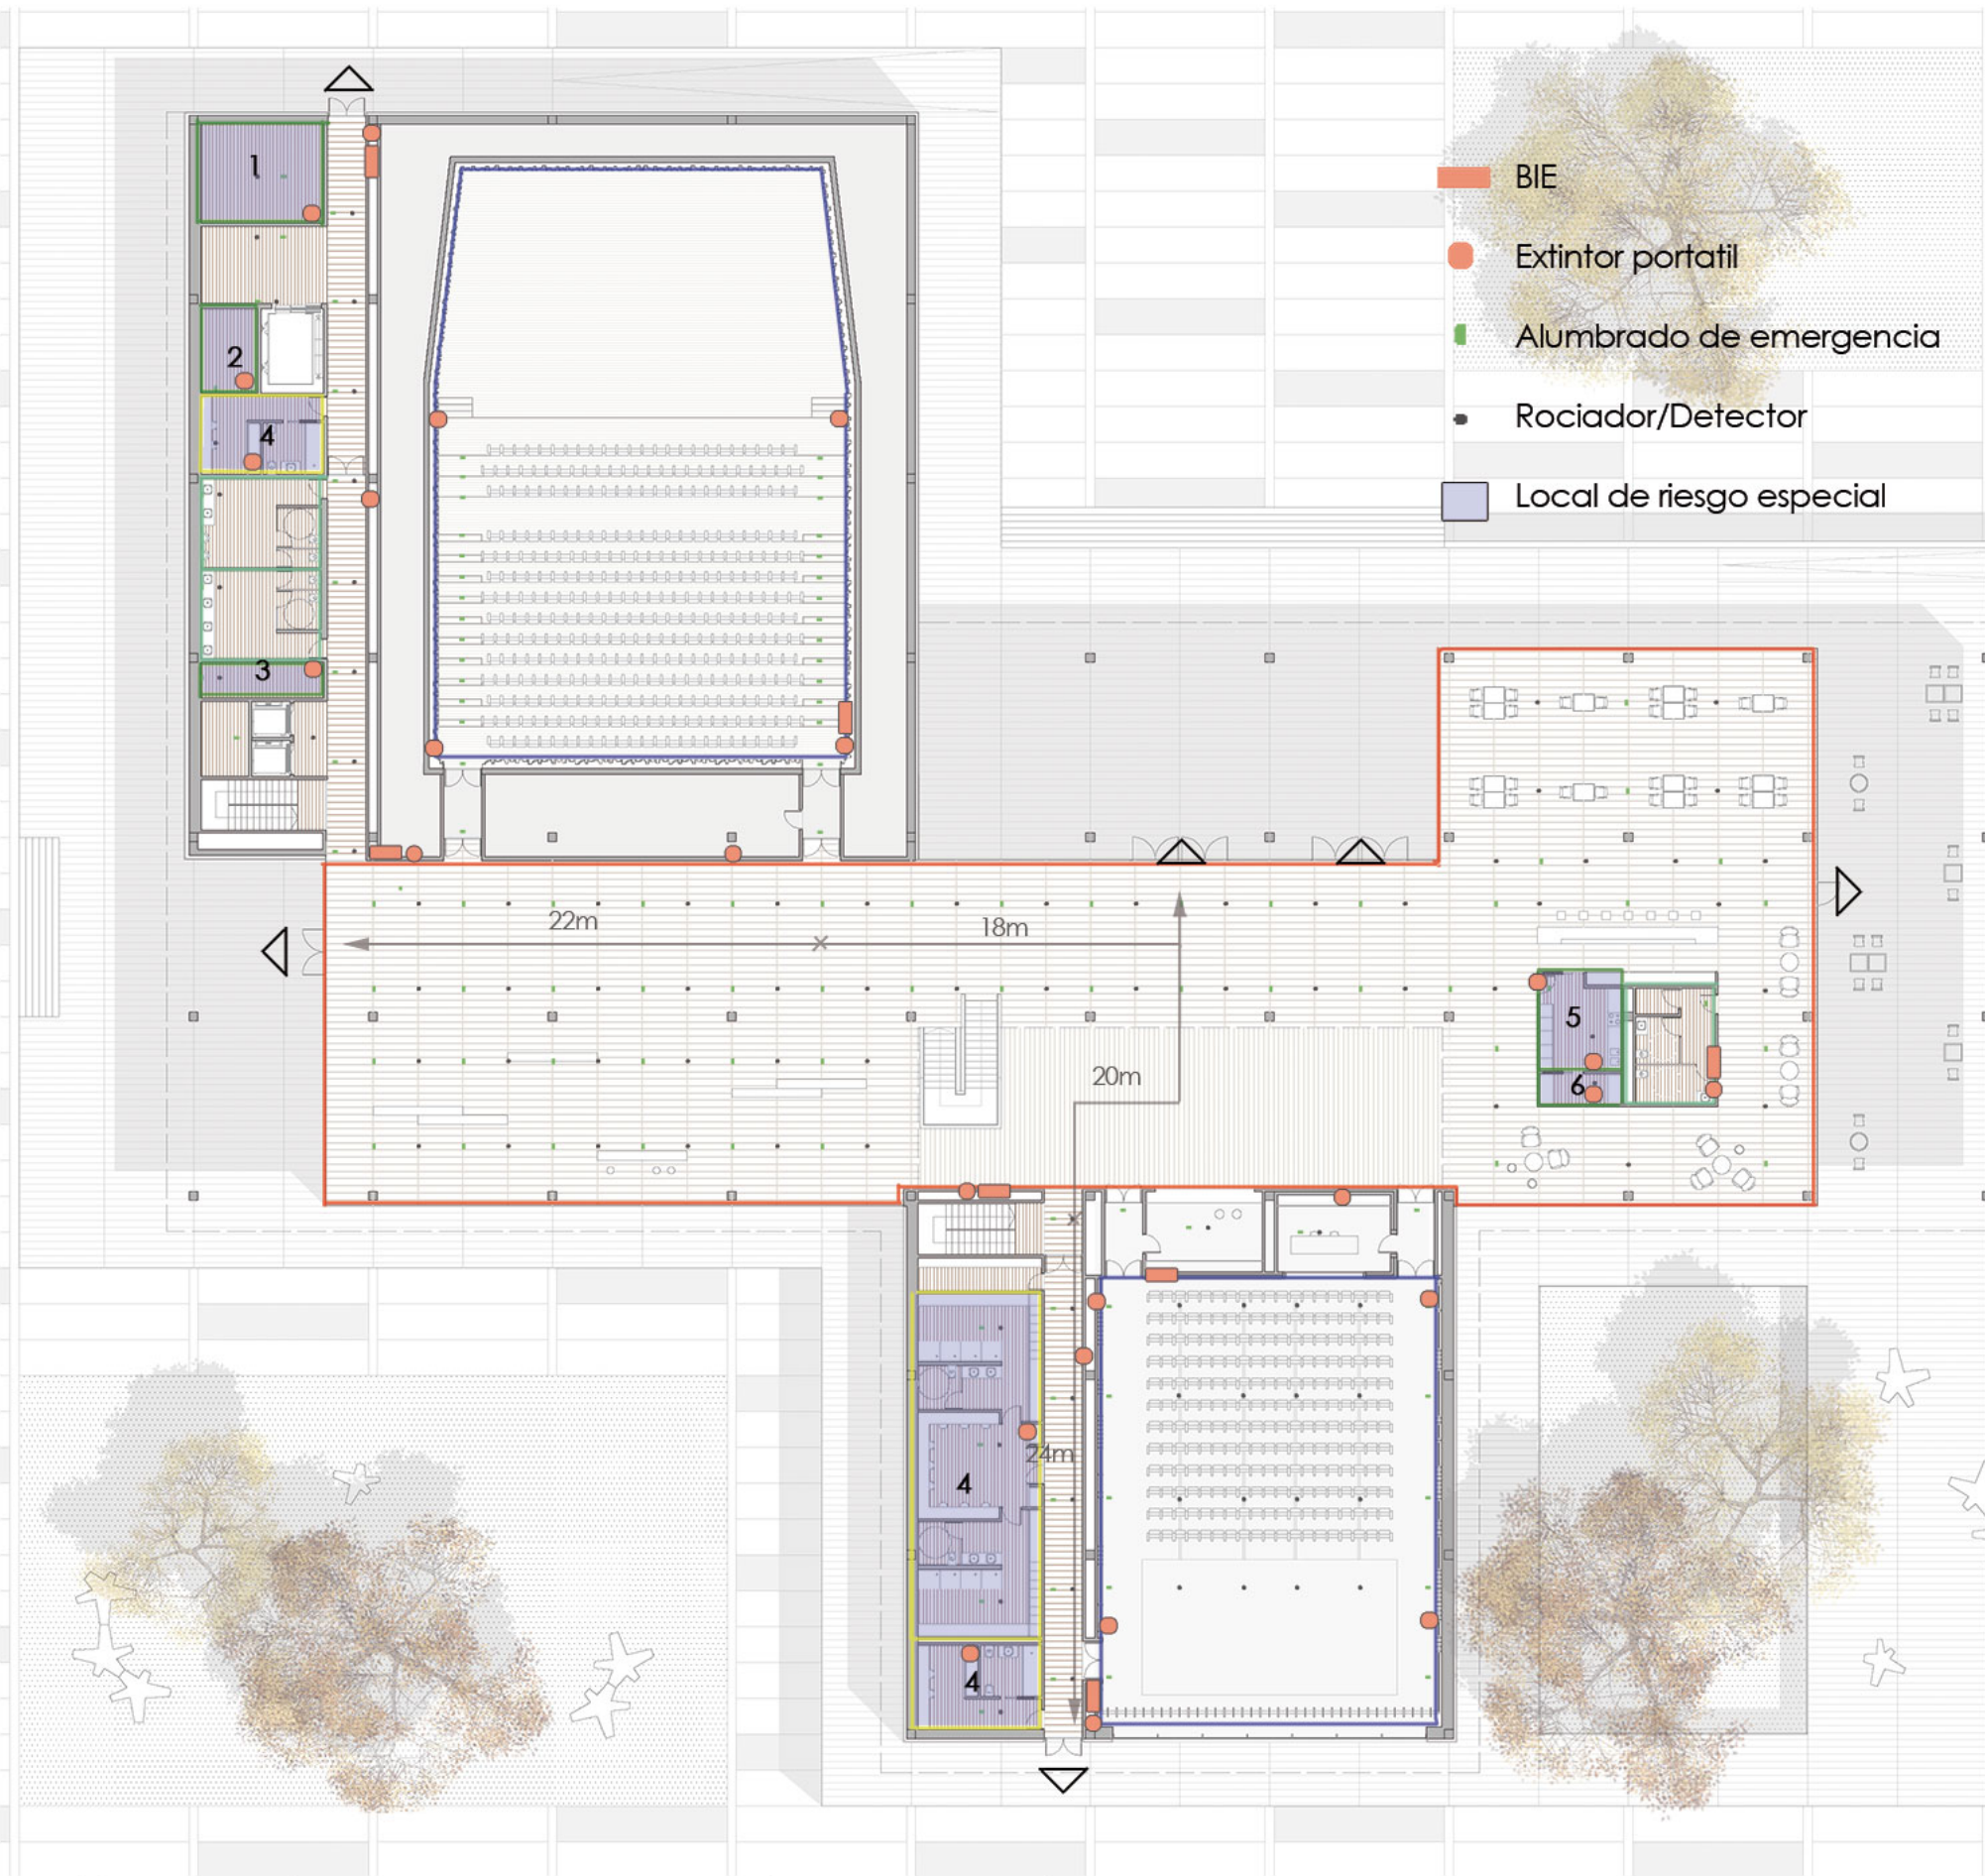 1
BIE
Extintor portatil
2
Alumbrado de emergencia
4
Rociador/Detector
Local de riesgo especial
3
22m
18m
5
20m
6
24m
4
4